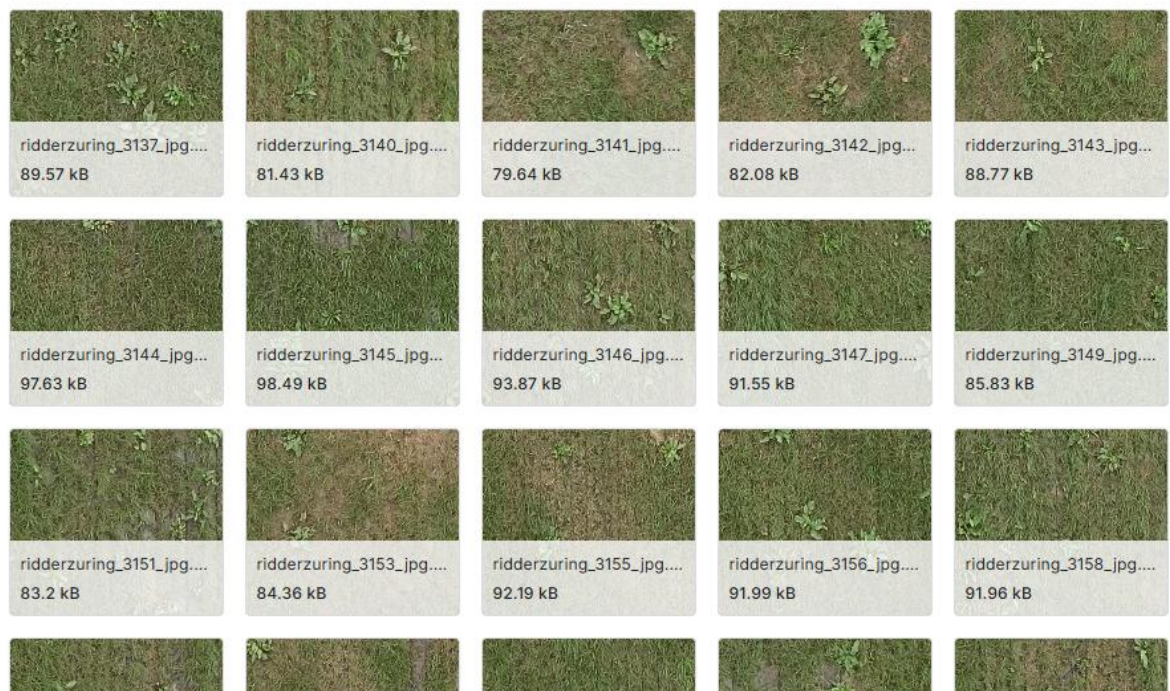 ridderzuring_3137_jpg....
89.57 kB
ridderzuring_3140_jpg....
81.43 kB
ridderzuring_3141_jpg....
79.64 kB
ridderzuring_3142_jpg...
82.08 kB
ridderzuring_3143_jpg...
88.77 kB
ridderzuring_3144_jpg...
97.63 kB
ridderzuring_3145_jpg...
98.49 kB
ridderzuring_3146_jpg....
93.87 kB
ridderzuring_3147_jpg....
91.55 kB
ridderzuring_3149_jpg....
85.83 kB
ridderzuring_3151_jpg....
83.2 kB
ridderzuring_3153_jpg....
84.36 kB
ridderzuring_3155_jpg....
92.19 kB
ridderzuring_3156_jpg....
91.99 kB
ridderzuring_3158_jpg....
91.96 kB